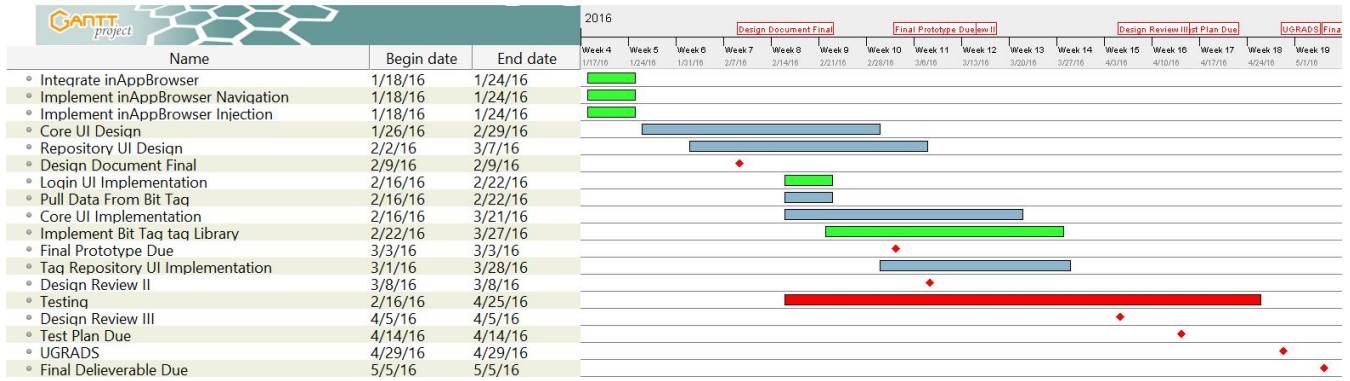 GANTT
project
2016
Design Document Final
Final Prototype Due
ew II
Design Review III
st Plan Due
UGRADS
Fina
Week 4 Week 5 Week 6 Week 7 Week 8 Week 9 Week 10 Week 11 Week 12 Week 13 Week 14 Week 15 Week 16 Week 17 Week 18 Week 19
1/17/16 1/24/16 1/31/16 2/7/16 2/14/16 2/21/16 2/28/16 3/6/16 3/13/16 3/20/16 3/27/16 4/3/16 4/10/16 4/17/16 4/24/16 5/1/16
Name Begin date End date
Integrate inAppBrowser 1/18/16 1/24/16
Implement inAppBrowser Navigation 1/18/16 1/24/16
Implement inAppBrowser Injection 1/18/16 1/24/16
Core UI Design 1/26/16 2/29/16
Repository UI Design 2/2/16 3/7/16
Design Document Final 2/9/16 2/9/16
Login UI Implementation 2/16/16 2/22/16
Pull Data From Bit Tag 2/16/16 2/22/16
Core UI Implementation 2/16/16 3/21/16
Implement Bit Tag tag Library 2/22/16 3/27/16
Final Prototype Due 3/3/16 3/3/16
Tag Repository UI Implementation 3/1/16 3/28/16
Design Review II 3/8/16 3/8/16
Testing 2/16/16 4/25/16
Design Review III 4/5/16 4/5/16
Test Plan Due 4/14/16 4/14/16
UGRADS 4/29/16 4/29/16
Final Delieverable Due 5/5/16 5/5/16